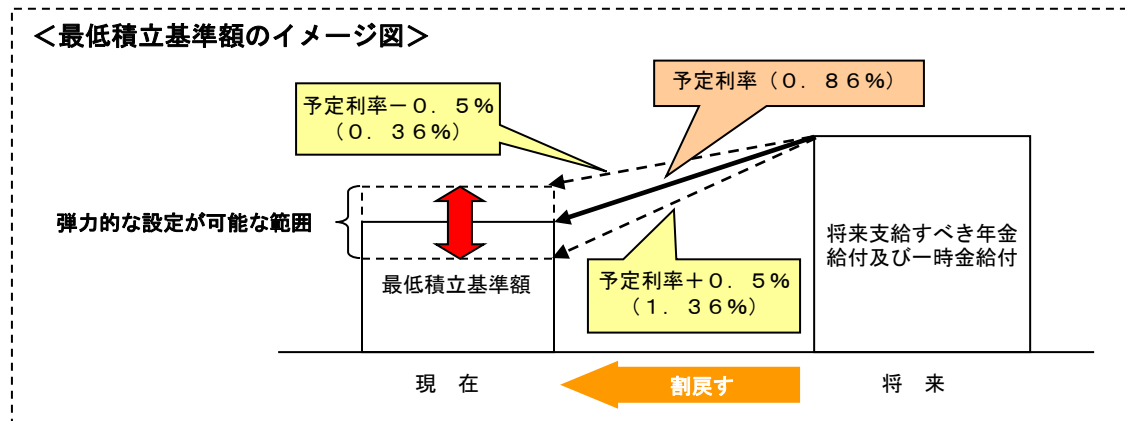 ＜最低積立基準額のイメージ図＞
予定利率（０．８６％）
予定利率－０．５％
（０．３６％）
弾力的な設定が可能な範囲
将来支給すべき年金
給付及び一時金給付
最低積立基準額
予定利率＋０．５％
（１．３６％）
現　在
割戻す
将　来